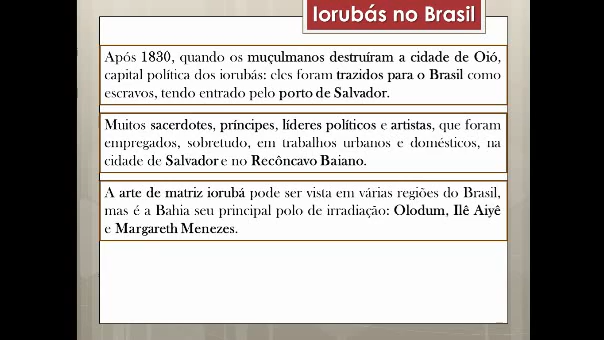 Iorubás no Brasil
Após 1830, quando os muçulmanos destruíram a cidade de Oió,
capital política dos iorubás: eles foram trazidos para o Brasil como
escravos, tendo entrado pelo porto de Salvador.
Muitos sacerdotes, príncipes, líderes políticos e artistas, que foram
empregados, sobretudo, em trabalhos urbanos e domésticos, na
cidade de Salvador e no Recôncavo Baiano.
A arte de matriz iorubá pode ser vista em várias regiões do Brasil,
mas é a Bahia seu principal polo de irradiação: Olodum, Ilê Aiyê
e Margareth Menezes.